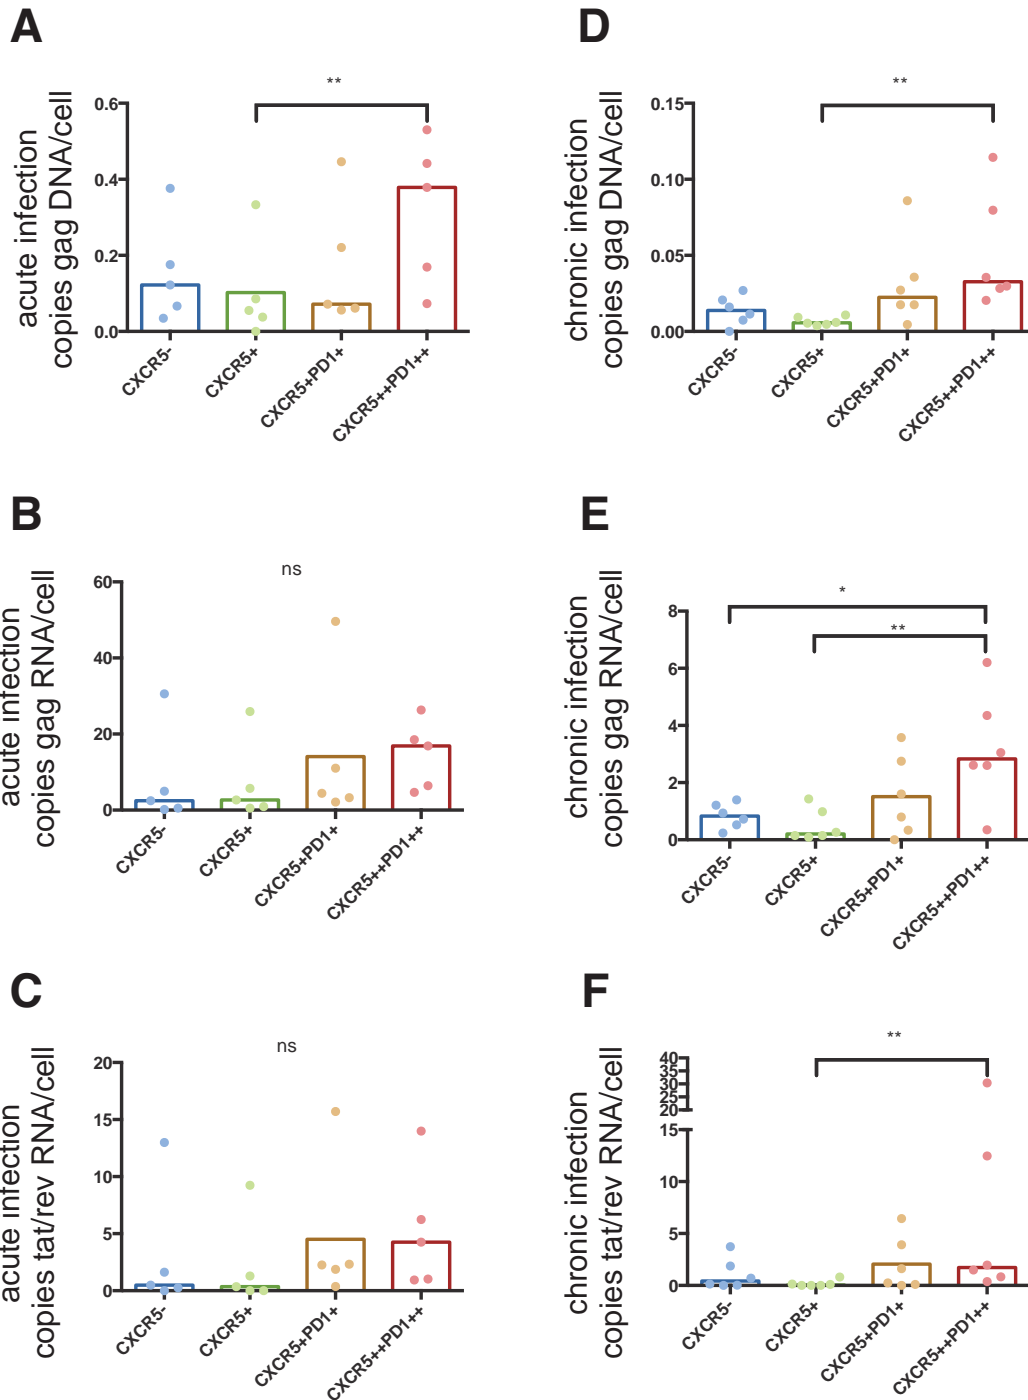 A
acute infection
copies gag DNA/cell
**
0.6
0.4
0.2
0.0
CXCR5-
CXCR5+
CXCR5+PD1+
CXCR5++PD1++
D
chronic infection
copies gag DNA/cell
**
0.15
0.10
0.05
0.00
CXCR5-
CXCR5+
CXCR5+PD1+
CXCR5++PD1++
B
acute infection
copies gag RNA/cell
ns
60
40
20
0
CXCR5-
CXCR5+
CXCR5+PD1+
CXCR5++PD1++
E
chronic infection
copies gag RNA/cell
*
**
8
6
4
2
0
CXCR5-
CXCR5+
CXCR5+PD1+
CXCR5++PD1++
C
acute infection
copies tat/rev RNA/cell
ns
20
15
10
5
0
CXCR5-
CXCR5+
CXCR5+PD1+
CXCR5++PD1++
F
chronic infection
copies tat/rev RNA/cell
**
40
35
30
25
20
15
10
5
0
CXCR5-
CXCR5+
CXCR5+PD1+
CXCR5++PD1++